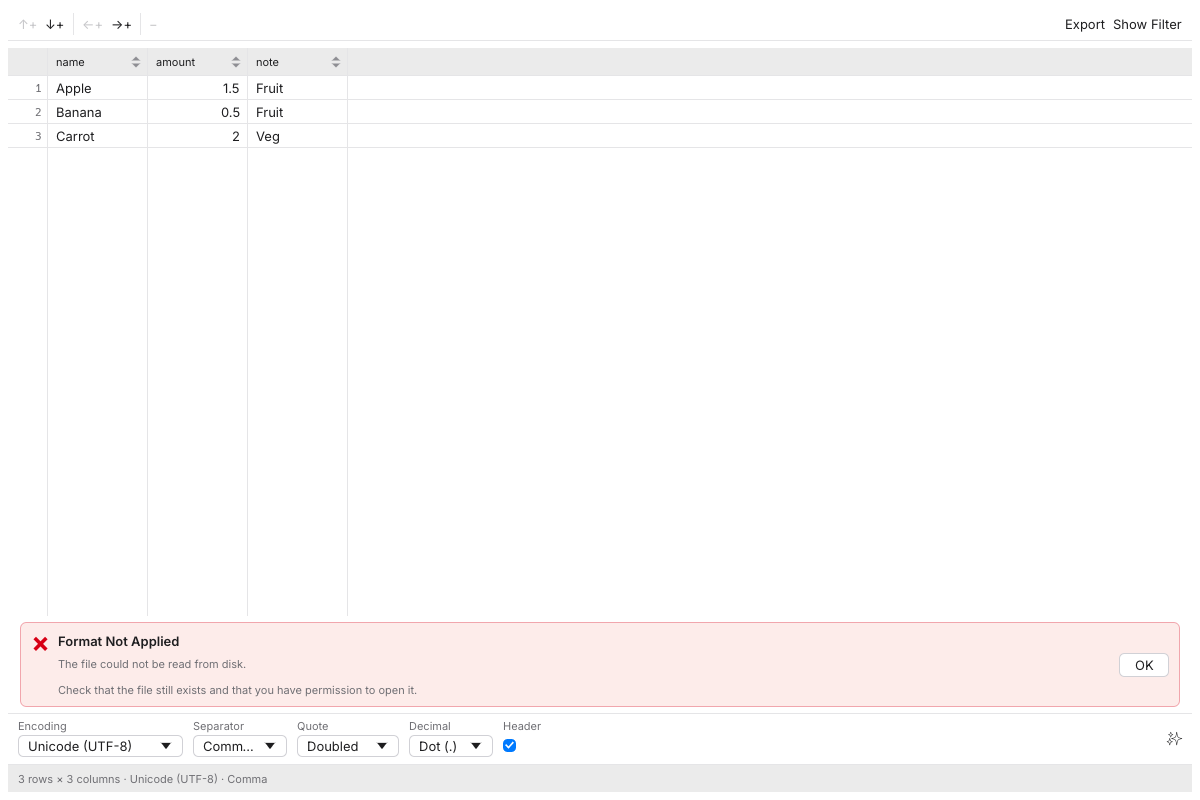 ↑+ ↓+ ←+ →+ − Export Show Filter
name amount note
1 Apple 1.5 Fruit
2 Banana 0.5 Fruit
3 Carrot 2 Veg
Format Not Applied
The file could not be read from disk.
OK
Check that the file still exists and that you have permission to open it.
Encoding Separator Quote Decimal Header
Unicode (UTF-8) Comm... Doubled Dot (.)
3 rows × 3 columns · Unicode (UTF-8) · Comma